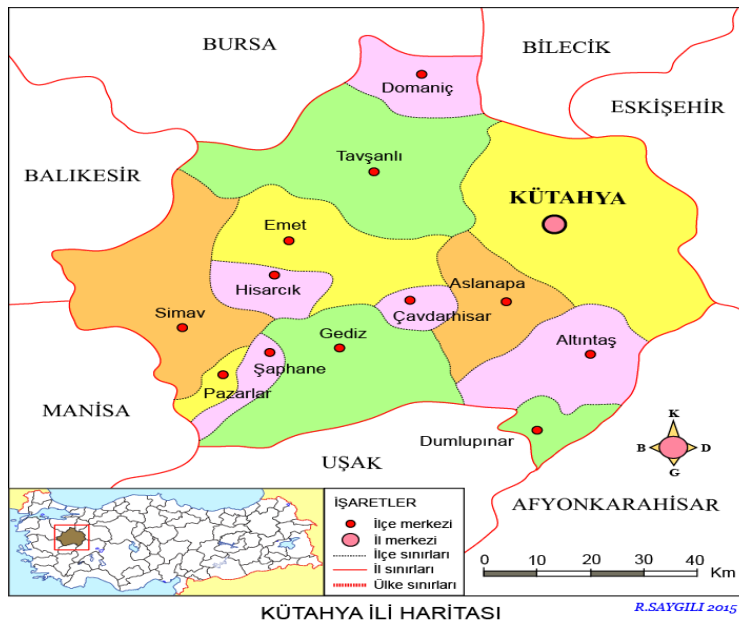 BURSA
BİLECİK
Domaniç
ESKİŞEHİR
Tavşanlı
BALIKESİR
KÜTAHYA
Emet
Aslanapa
Hisarcık
Simav
Çavdarhisar
Gediz
Altıntaş
Şaphane
Pazarlar
MANİSA
Dumlupınar
K
B D
G
UŞAK
AFYONKARAHİSAR
İŞARETLER
İlçe merkezi
İl merkezi
İlçe sınırları
İl sınırları
Ülke sınırları
0 10 20 30 40 Km
KÜTAHYA İLİ HARİTASI
R.SAYGILI 2015